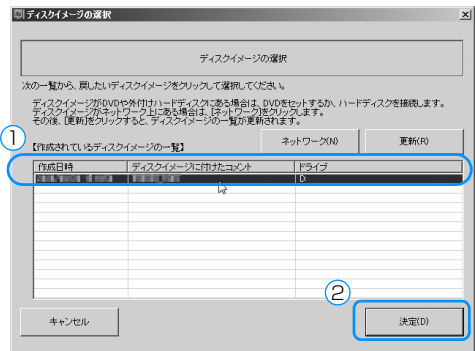 ディスクイメージの選択
ディスクイメージの選択
次の一覧から、戻したいディスクイメージをクリックして選択してください。
ディスクイメージがDVDや外付けハードディスクにある場合は、DVDをセットするか、ハードディスクを接続します。
ディスクイメージがネットワーク上にある場合は、[ネットワーク]をクリックします。
その後、[更新]をクリックすると、ディスクイメージの一覧が更新されます。
①
ネットワーク(N) 更新(R)
【作成されているディスクイメージの一覧】
作成日時 ディスクイメージに付けたコメント ドライブ
D:
②
キャンセル 決定(D)